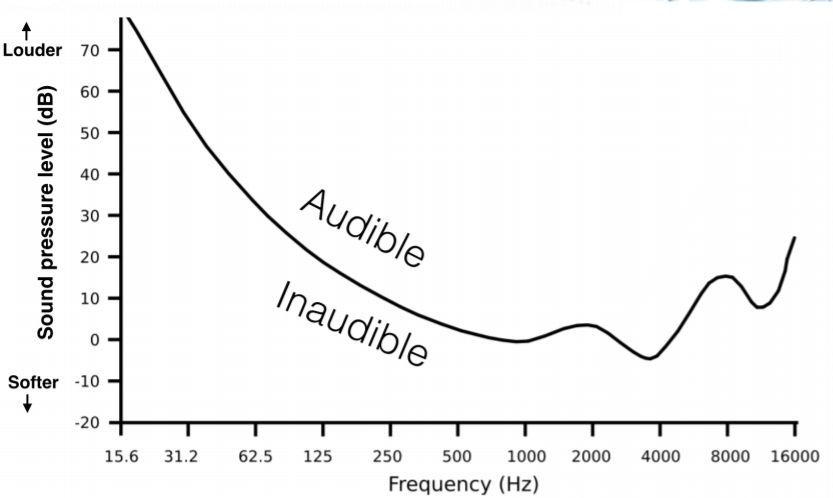 ↑
Louder
Sound pressure level (dB)
Softer
↓
70
60
50
40
30
20
10
0
-10
-20
Audible
Inaudible
15.6 31.2 62.5 125 250 500 1000 2000 4000 8000 16000
Frequency (Hz)